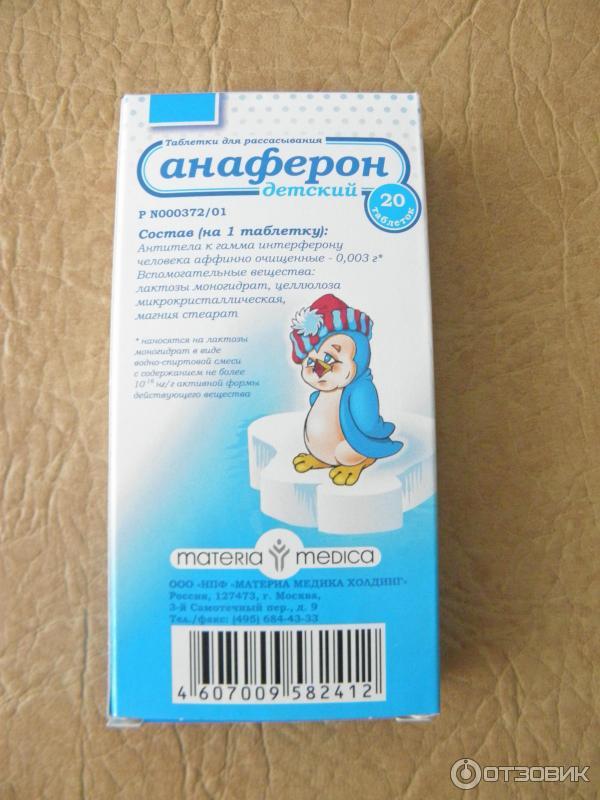 Таблетки для рассасывания
анаферон
детский
20
таблеток
Р N000372/01
Состав (на 1 таблетку):
Антитела к гамма интерферону
человека аффинно очищенные - 0,003 г*
Вспомогательные вещества:
лактозы моногидрат, целлюлоза
микрокристаллическая,
магния стеарат
* наносятся на лактозы
моногидрат в виде
водно-спиртовой смеси
с содержанием не более
10⁻¹⁶ нг/г активной формы
действующего вещества
materia medica
ООО «НПФ «МАТЕРИА МЕДИКА ХОЛДИНГ»
Россия, 127473, г. Москва,
3-й Самотечный пер., д. 9
Тел./факс: (495) 684-43-33
4 607009 582412
ОТЗОВИК